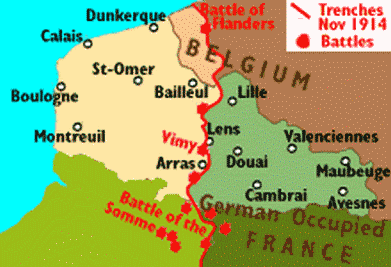 Dunkerque
Battle of
Flanders
Trenches
Nov 1914
Battles
Calais
BELGIUM
St-Omer
Bailleul
Lille
Boulogne
Montreuil
Lens
Vimy
Valenciennes
Douai
Arras
Maubeuge
Cambrai
Avesnes
Battle of the
Somme
German Occupied
FRANCE